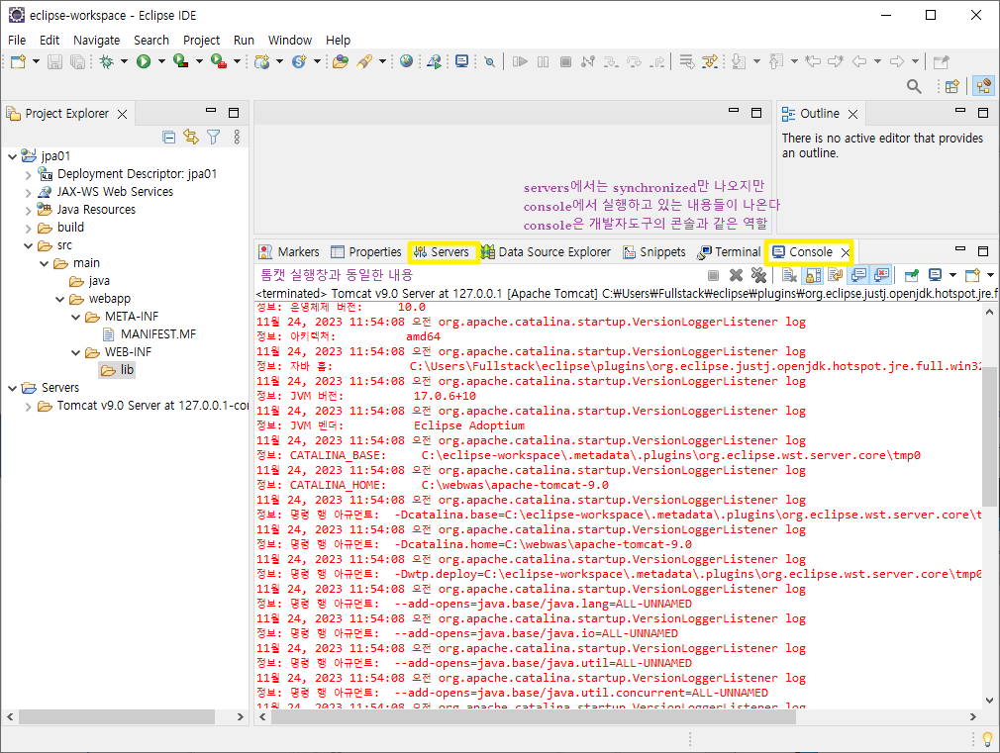 eclipse-workspace - Eclipse IDE
File Edit Navigate Search Project Run Window Help
Project Explorer
jpa01
Deployment Descriptor: jpa01
JAX-WS Web Services
Java Resources
build
src
main
java
webapp
META-INF
MANIFEST.MF
WEB-INF
lib
Servers
Tomcat v9.0 Server at 127.0.0.1-cor
servers에서는 synchronized만 나오지만
console에서 실행하고 있는 내용들이 나온다
console은 개발자도구의 콘솔과 같은 역할
Outline
There is no active editor that provides
an outline.
Markers Properties Servers Data Source Explorer Snippets Terminal Console
톰캣 실행창과 동일한 내용
<terminated> Tomcat v9.0 Server at 127.0.0.1 [Apache Tomcat] C:₩Users₩Fullstack₩eclipse₩plugins₩org.eclipse.justj.openjdk.hotspot.jre.f
정보: 운영체제 버전: 10.0
11월 24, 2023 11:54:08 오전 org.apache.catalina.startup.VersionLoggerListener log
정보: 아키텍처: amd64
11월 24, 2023 11:54:08 오전 org.apache.catalina.startup.VersionLoggerListener log
정보: 자바 홈: C:\Users\Fullstack\eclipse\plugins\org.eclipse.justj.openjdk.hotspot.jre.full.win32
11월 24, 2023 11:54:08 오전 org.apache.catalina.startup.VersionLoggerListener log
정보: JVM 버전: 17.0.6+10
11월 24, 2023 11:54:08 오전 org.apache.catalina.startup.VersionLoggerListener log
정보: JVM 벤더: Eclipse Adoptium
11월 24, 2023 11:54:08 오전 org.apache.catalina.startup.VersionLoggerListener log
정보: CATALINA_BASE: C:\eclipse-workspace\.metadata\.plugins\org.eclipse.wst.server.core\tmp0
11월 24, 2023 11:54:08 오전 org.apache.catalina.startup.VersionLoggerListener log
정보: CATALINA_HOME: C:\webwas\apache-tomcat-9.0
11월 24, 2023 11:54:08 오전 org.apache.catalina.startup.VersionLoggerListener log
정보: 명령 행 아규먼트: -Dcatalina.base=C:\eclipse-workspace\.metadata\.plugins\org.eclipse.wst.server.core\t
11월 24, 2023 11:54:08 오전 org.apache.catalina.startup.VersionLoggerListener log
정보: 명령 행 아규먼트: -Dcatalina.home=C:\webwas\apache-tomcat-9.0
11월 24, 2023 11:54:08 오전 org.apache.catalina.startup.VersionLoggerListener log
정보: 명령 행 아규먼트: -Dwtp.deploy=C:\eclipse-workspace\.metadata\.plugins\org.eclipse.wst.server.core\tmp0
11월 24, 2023 11:54:08 오전 org.apache.catalina.startup.VersionLoggerListener log
정보: 명령 행 아규먼트: --add-opens=java.base/java.lang=ALL-UNNAMED
11월 24, 2023 11:54:08 오전 org.apache.catalina.startup.VersionLoggerListener log
정보: 명령 행 아규먼트: --add-opens=java.base/java.io=ALL-UNNAMED
11월 24, 2023 11:54:08 오전 org.apache.catalina.startup.VersionLoggerListener log
정보: 명령 행 아규먼트: --add-opens=java.base/java.util=ALL-UNNAMED
11월 24, 2023 11:54:08 오전 org.apache.catalina.startup.VersionLoggerListener log
정보: 명령 행 아규먼트: --add-opens=java.base/java.util.concurrent=ALL-UNNAMED
11월 24, 2023 11:54:08 오전 org.apache.catalina.startup.VersionLoggerListener log